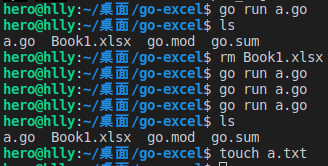 hero@hlly:~/桌面/go-excel$ go run a.go
hero@hlly:~/桌面/go-excel$ ls
a.go  Book1.xlsx  go.mod  go.sum
hero@hlly:~/桌面/go-excel$ rm Book1.xlsx
hero@hlly:~/桌面/go-excel$ go run a.go
hero@hlly:~/桌面/go-excel$ go run a.go
hero@hlly:~/桌面/go-excel$ go run a.go
hero@hlly:~/桌面/go-excel$ ls
a.go  Book1.xlsx  go.mod  go.sum
hero@hlly:~/桌面/go-excel$ touch a.txt